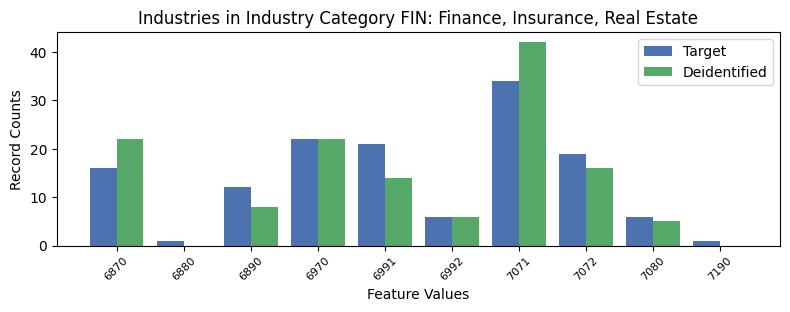 Industries in Industry Category FIN: Finance, Insurance, Real Estate
Target
Deidentified
Record Counts
40
30
20
10
0
6870 6880 6890 6970 6991 6992 7071 7072 7080 7190
Feature Values